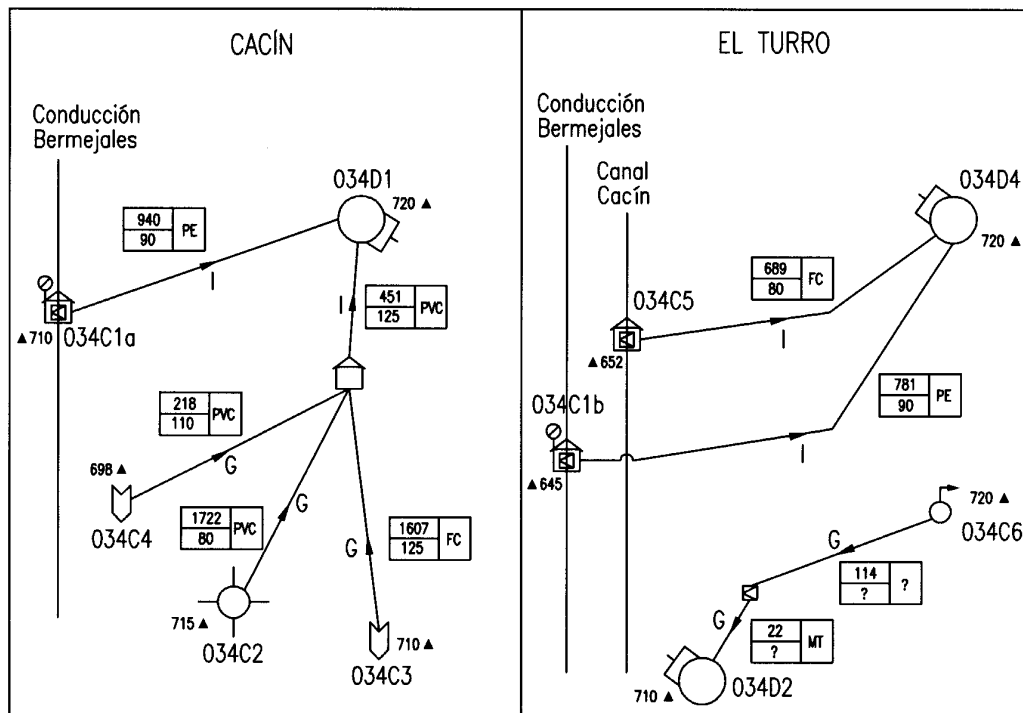 CACÍN
Conducción
Bermejales
034D1
720 ▲
940
90
PE
I
451
125
PVC
I
034C1a
▲710
218
110
PVC
G
698 ▲
034C4
1722
80
PVC
G
1607
125
FC
G
715 ▲
034C2
710 ▲
034C3
EL TURRO
Conducción
Bermejales
Canal
Cacín
034D4
720 ▲
689
80
FC
I
034C5
▲652
781
90
PE
I
034C1b
▲645
720 ▲
034C6
G
114
?
?
G
22
?
MT
710 ▲
034D2